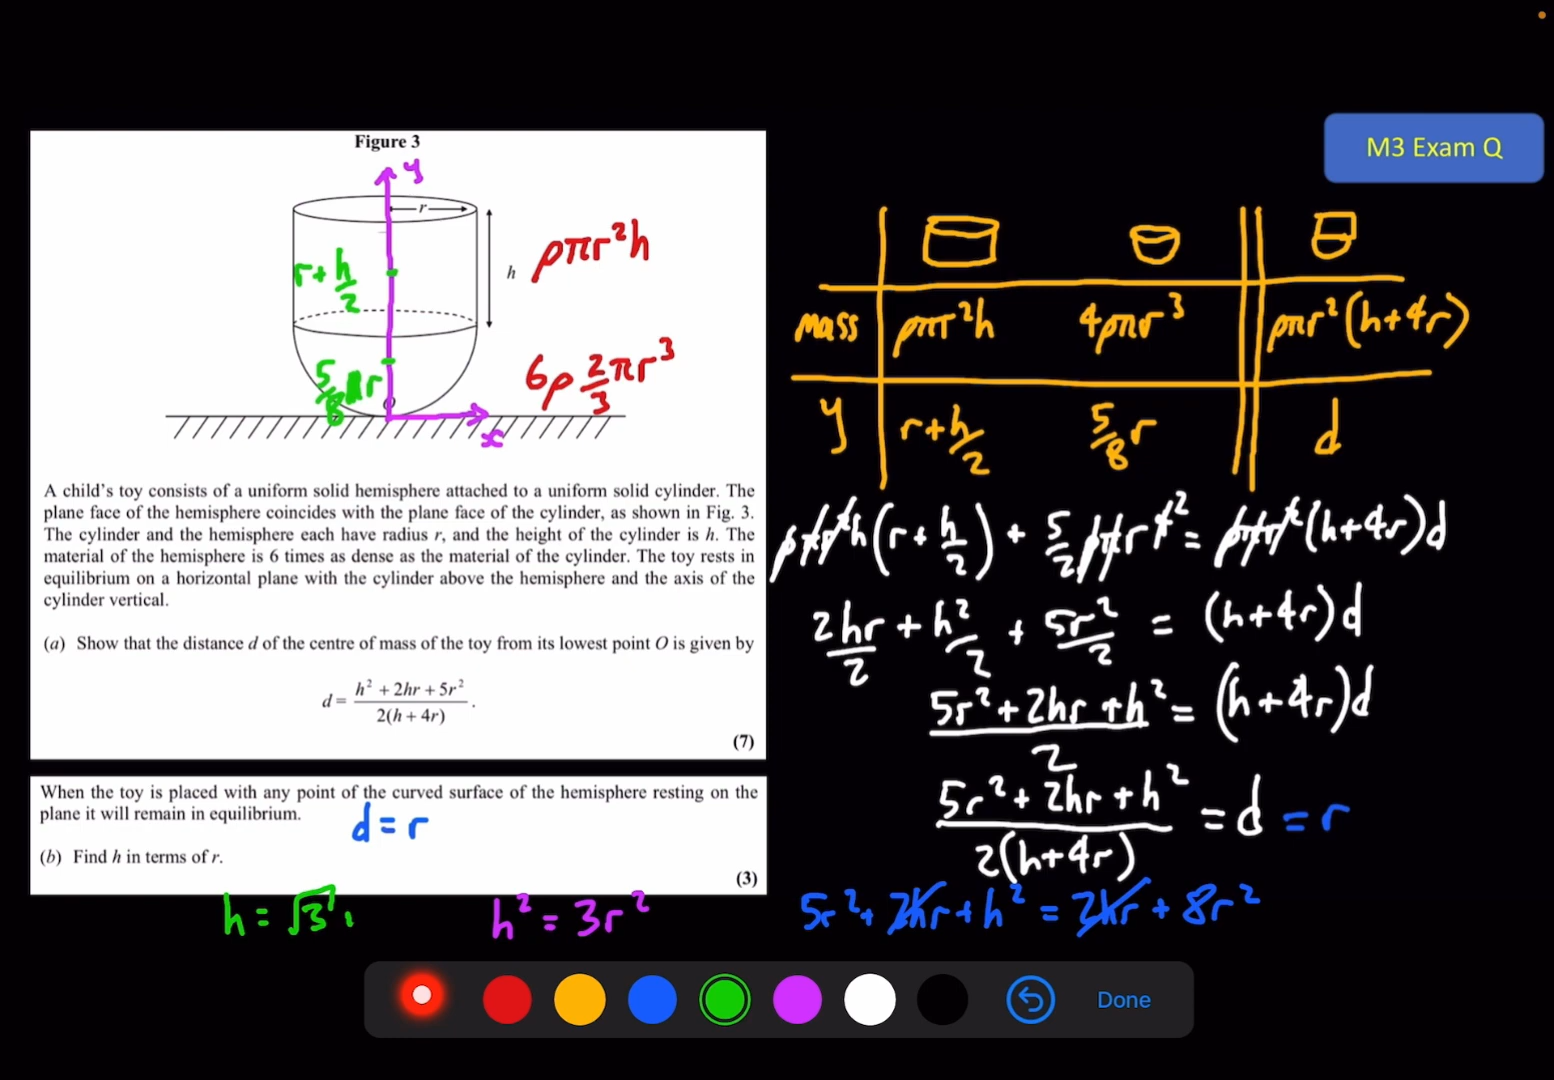 M3 Exam Q
Figure 3
y
r
h
r + h/2
ρπr²h
5/8 r
6ρ 2/3 πr³
O
x
A child's toy consists of a uniform solid hemisphere attached to a uniform solid cylinder. The
plane face of the hemisphere coincides with the plane face of the cylinder, as shown in Fig. 3.
The cylinder and the hemisphere each have radius r, and the height of the cylinder is h. The
material of the hemisphere is 6 times as dense as the material of the cylinder. The toy rests in
equilibrium on a horizontal plane with the cylinder above the hemisphere and the axis of the
cylinder vertical.
(a) Show that the distance d of the centre of mass of the toy from its lowest point O is given by
d = (h² + 2hr + 5r²) / 2(h + 4r) .
(7)
When the toy is placed with any point of the curved surface of the hemisphere resting on the
plane it will remain in equilibrium.
d = r
(b) Find h in terms of r.
(3)
mass ρπr²h 4ρπr³ ρπr²(h+4r)
y r+h/2 5/8 r d
ρπr²h(r + h/2) + 5/2 ρπr r³² = ρπr²(h+4r)d
2hr/2 + h²/2 + 5r²/2 = (h+4r)d
(5r² + 2hr + h²)/2 = (h+4r)d
(5r² + 2hr + h²)/2(h+4r) = d = r
5r² + 2hr + h² = 2hr + 8r²
h² = 3r²
h = √3
Done